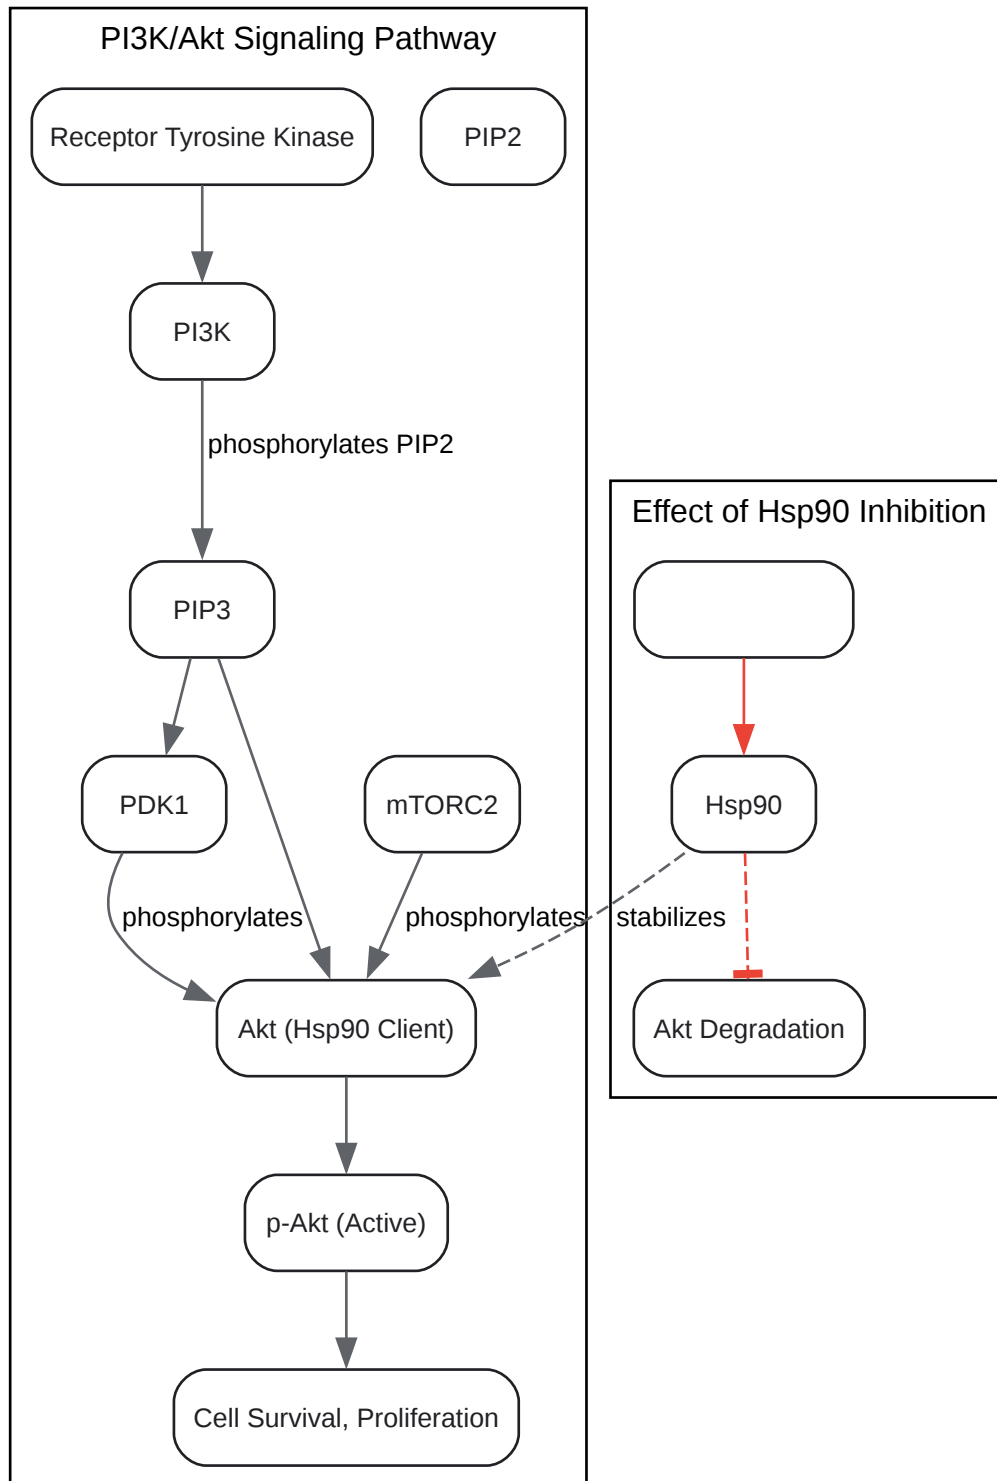 PI3K/Akt Signaling Pathway
Receptor Tyrosine Kinase
PIP2
PI3K
phosphorylates PIP2
Effect of Hsp90 Inhibition
PIP3
PDK1
mTORC2
Hsp90
phosphorylates
phosphorylates
stabilizes
Akt (Hsp90 Client)
Akt Degradation
p-Akt (Active)
Cell Survival, Proliferation